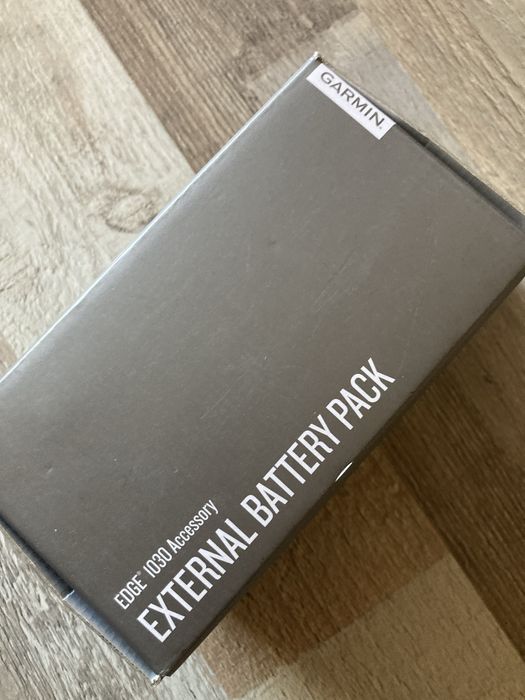 GARMIN.
EDGE® 1030 Accessory
EXTERNAL BATTERY PACK